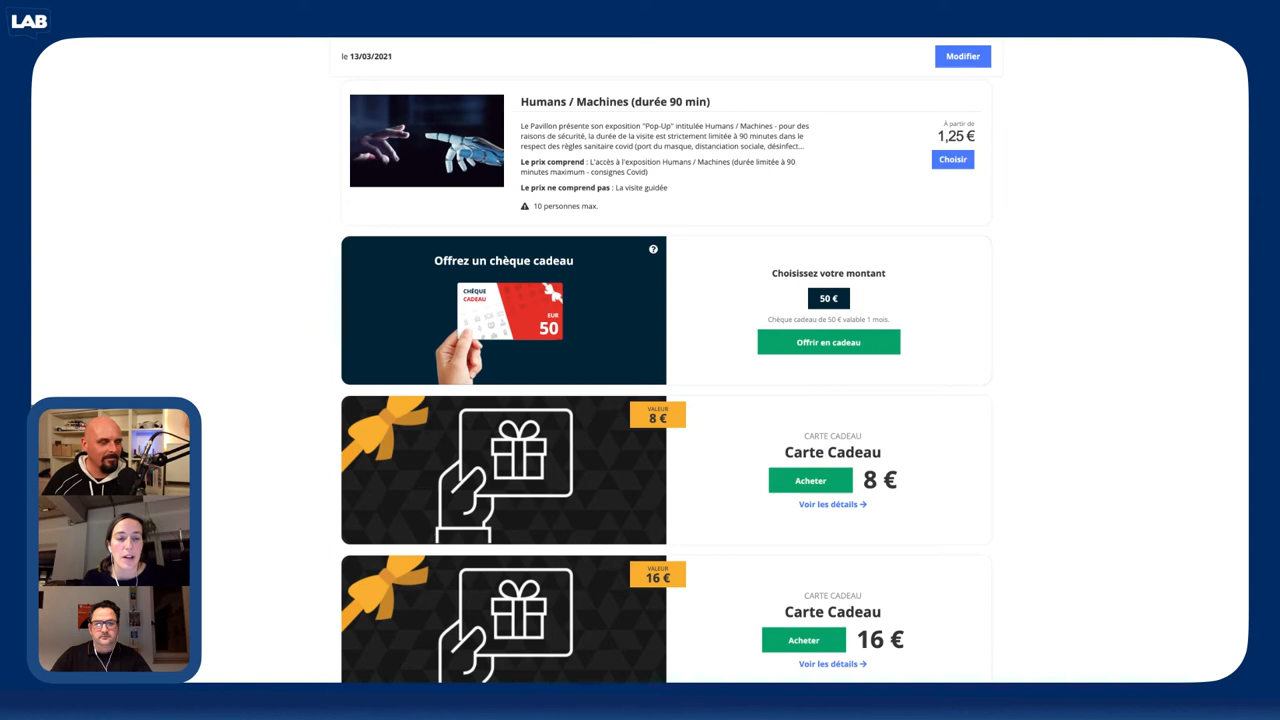 LAB
le 13/03/2021
Modifier
Humans / Machines (durée 90 min)
Le Pavillon présente son exposition "Pop-Up" intitulée Humans / Machines - pour des
raisons de sécurité, la durée de la visite est strictement limitée à 90 minutes dans le
respect des règles sanitaire covid (port du masque, distanciation sociale, désinfect...
Le prix comprend : L'accès à l'exposition Humans / Machines (durée limitée à 90
minutes maximum - consignes Covid)
Le prix ne comprend pas : La visite guidée
10 personnes max.
À partir de
1,25 €
Choisir
Offrez un chèque cadeau
CHÈQUE
CADEAU
EUR
50
Choisissez votre montant
50 €
Chèque cadeau de 50 € valable 1 mois.
Offrir en cadeau
VALEUR
8 €
CARTE CADEAU
Carte Cadeau
Acheter
8 €
Voir les détails →
VALEUR
16 €
CARTE CADEAU
Carte Cadeau
Acheter
16 €
Voir les détails →